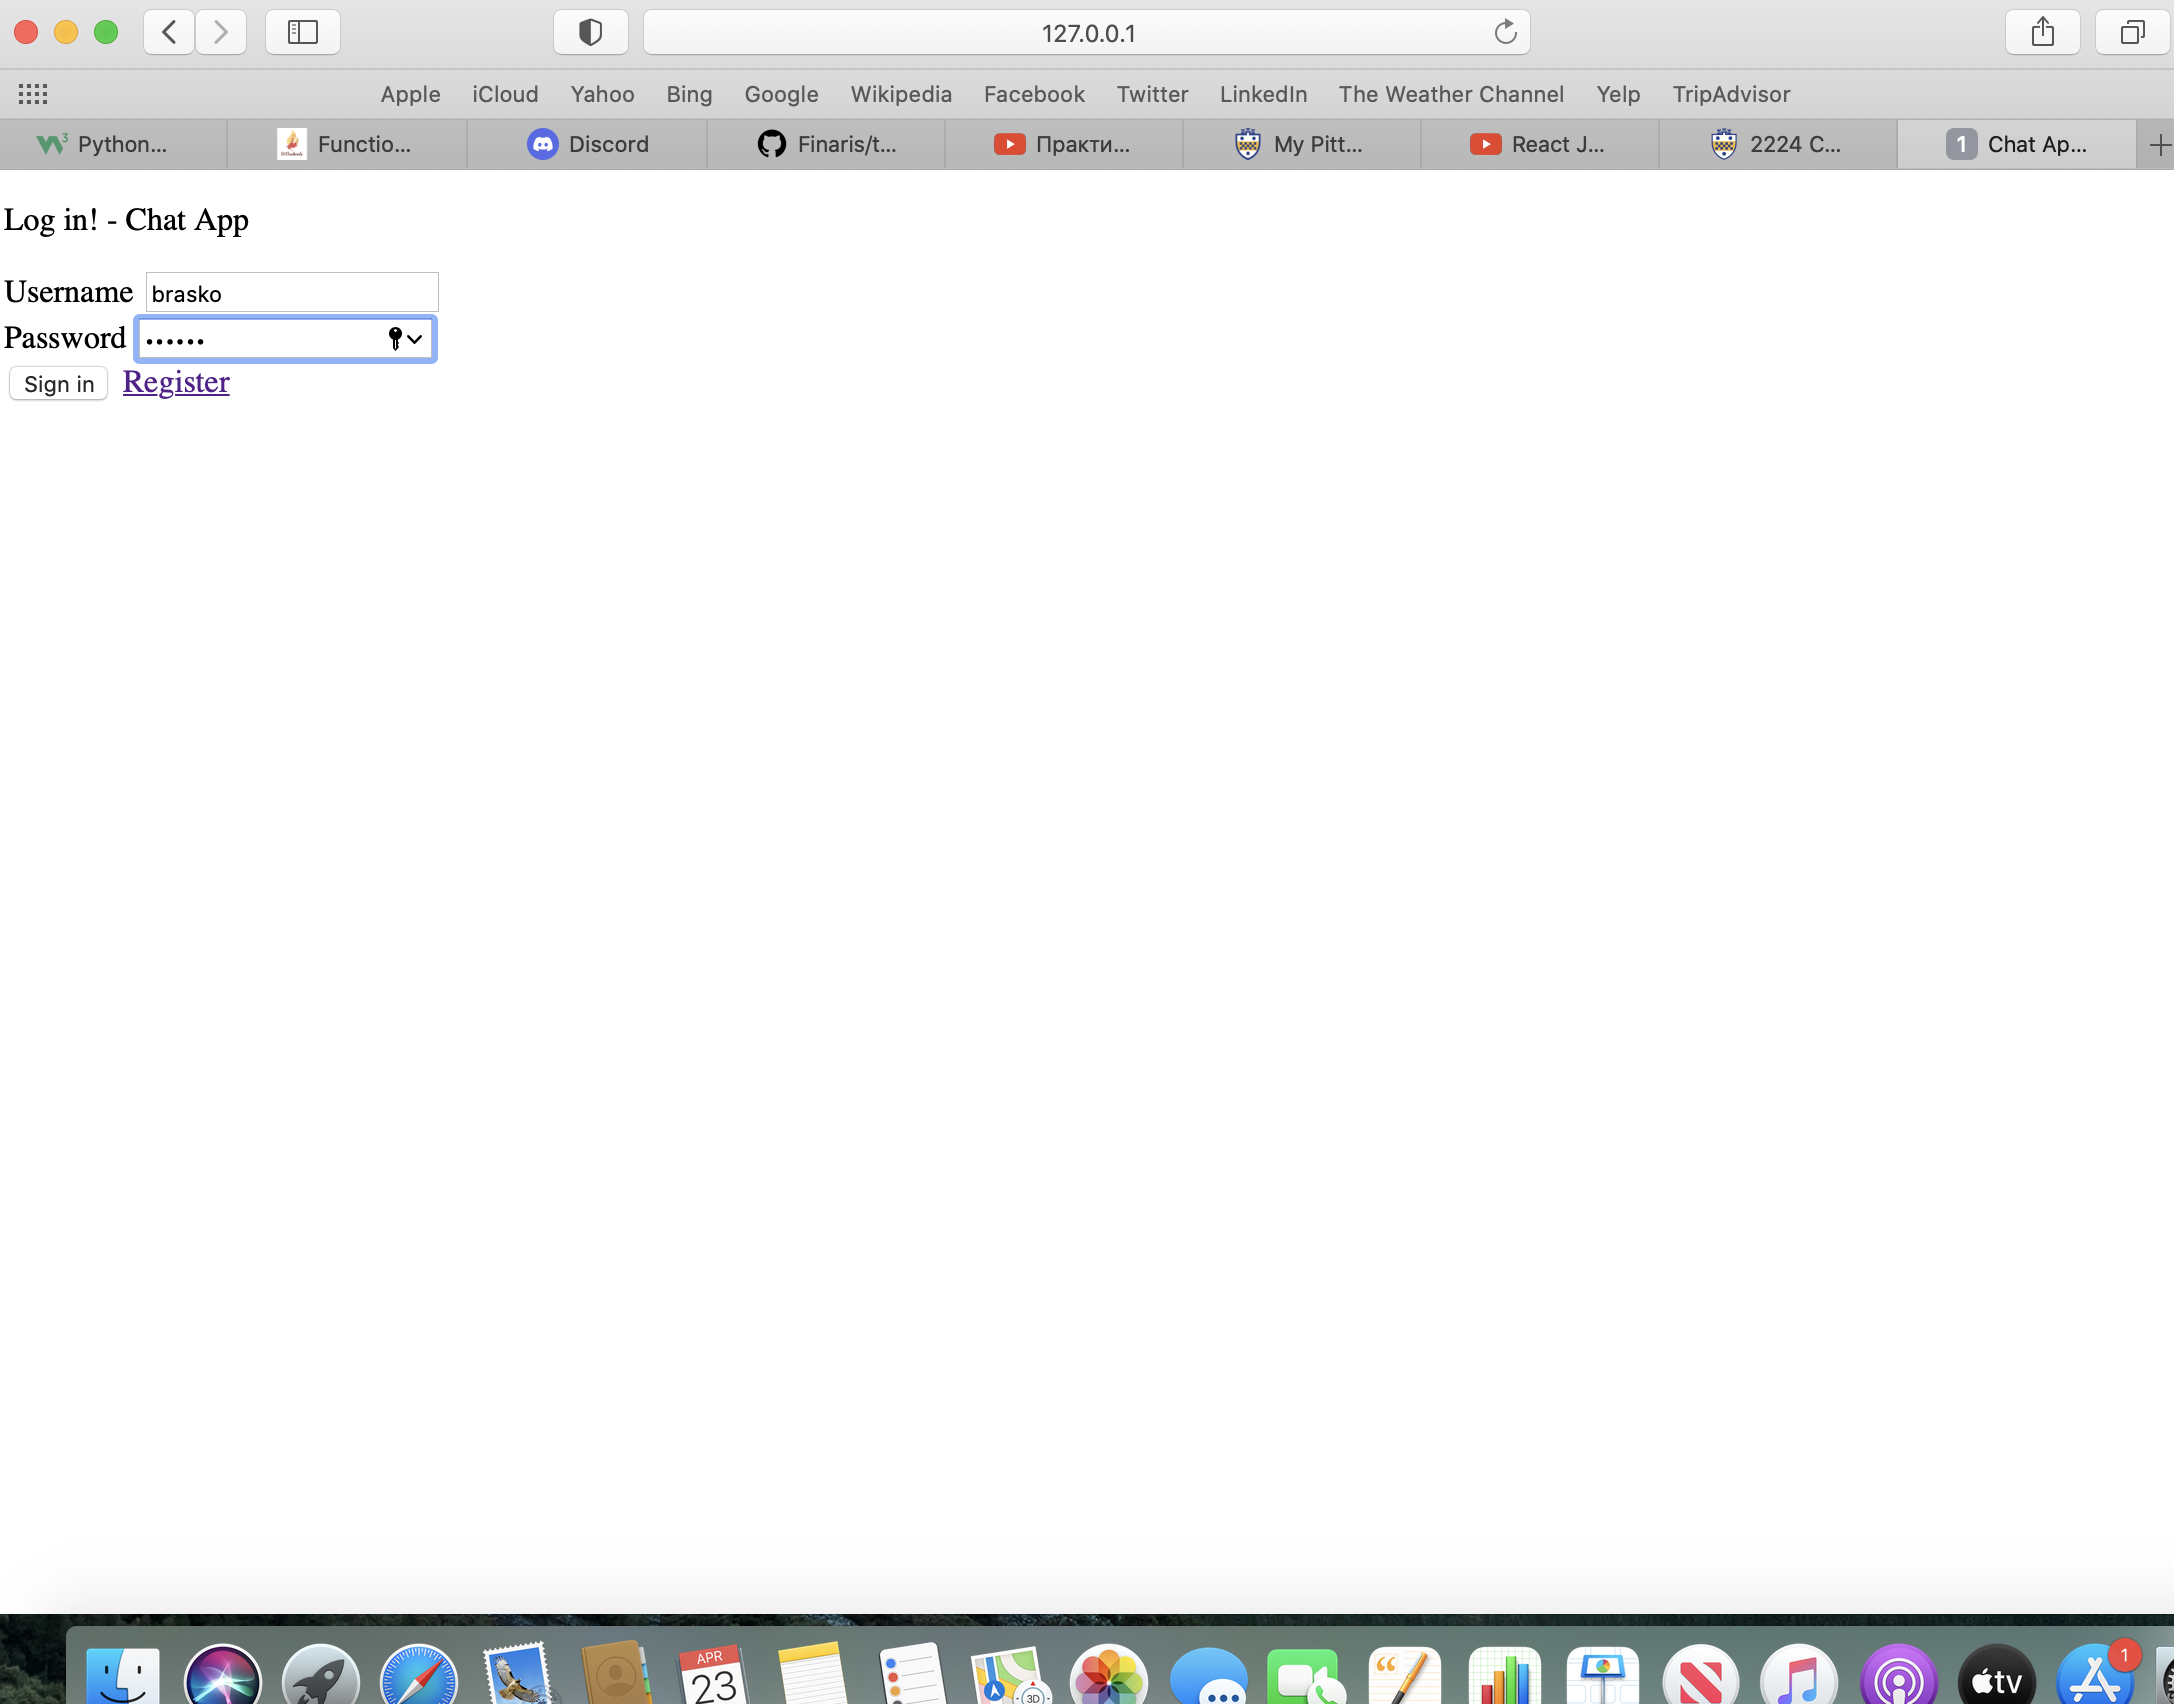 127.0.0.1
Apple iCloud Yahoo Bing Google Wikipedia Facebook Twitter LinkedIn The Weather Channel Yelp TripAdvisor
Python... Functio... Discord Finaris/t... Практи... My Pitt... React J... 2224 C... 1 Chat Ap...
Log in! - Chat App
Username brasko
Password ••••••
Sign in Register
APR
23
3D
tv
1